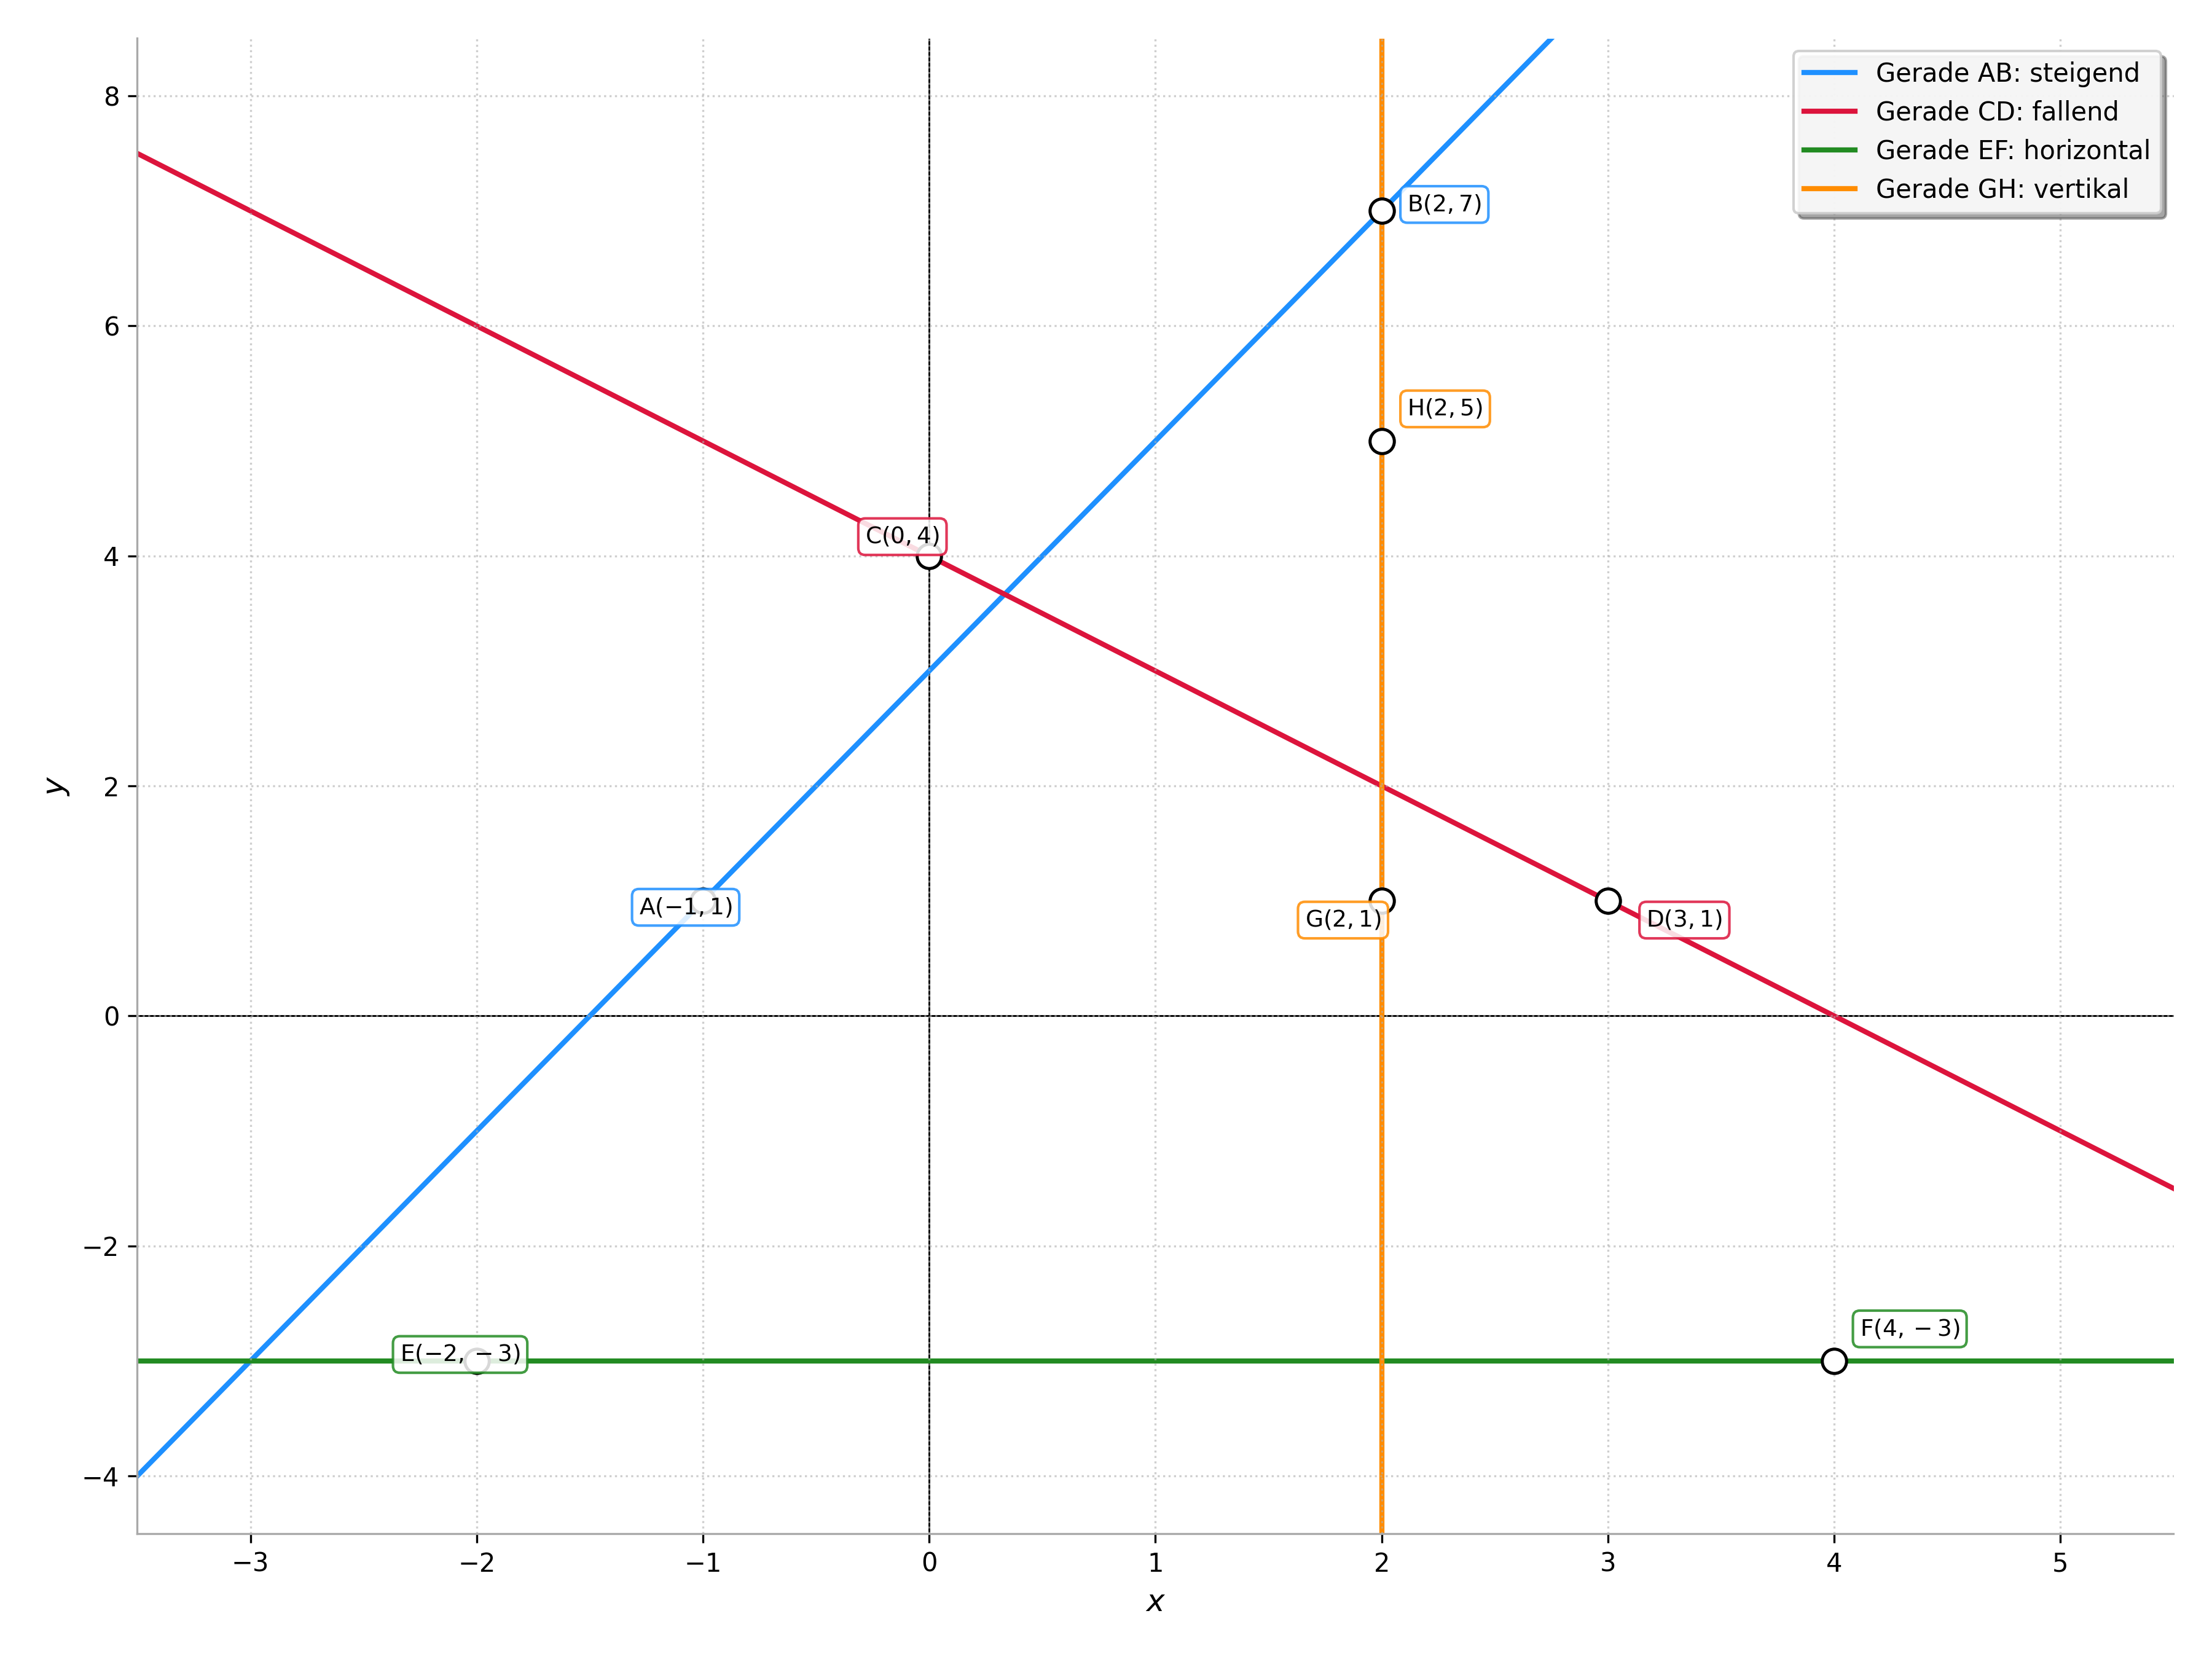 Gerade AB: steigend
Gerade CD: fallend
Gerade EF: horizontal
Gerade GH: vertikal
8
B(2, 7)
6
H(2, 5)
C(0, 4)
4
y
2
A(−1, 1)
G(2, 1)
D(3, 1)
0
−2
F(4, −3)
E(−2, −3)
−4
−3 −2 −1 0 1 2 3 4 5
x